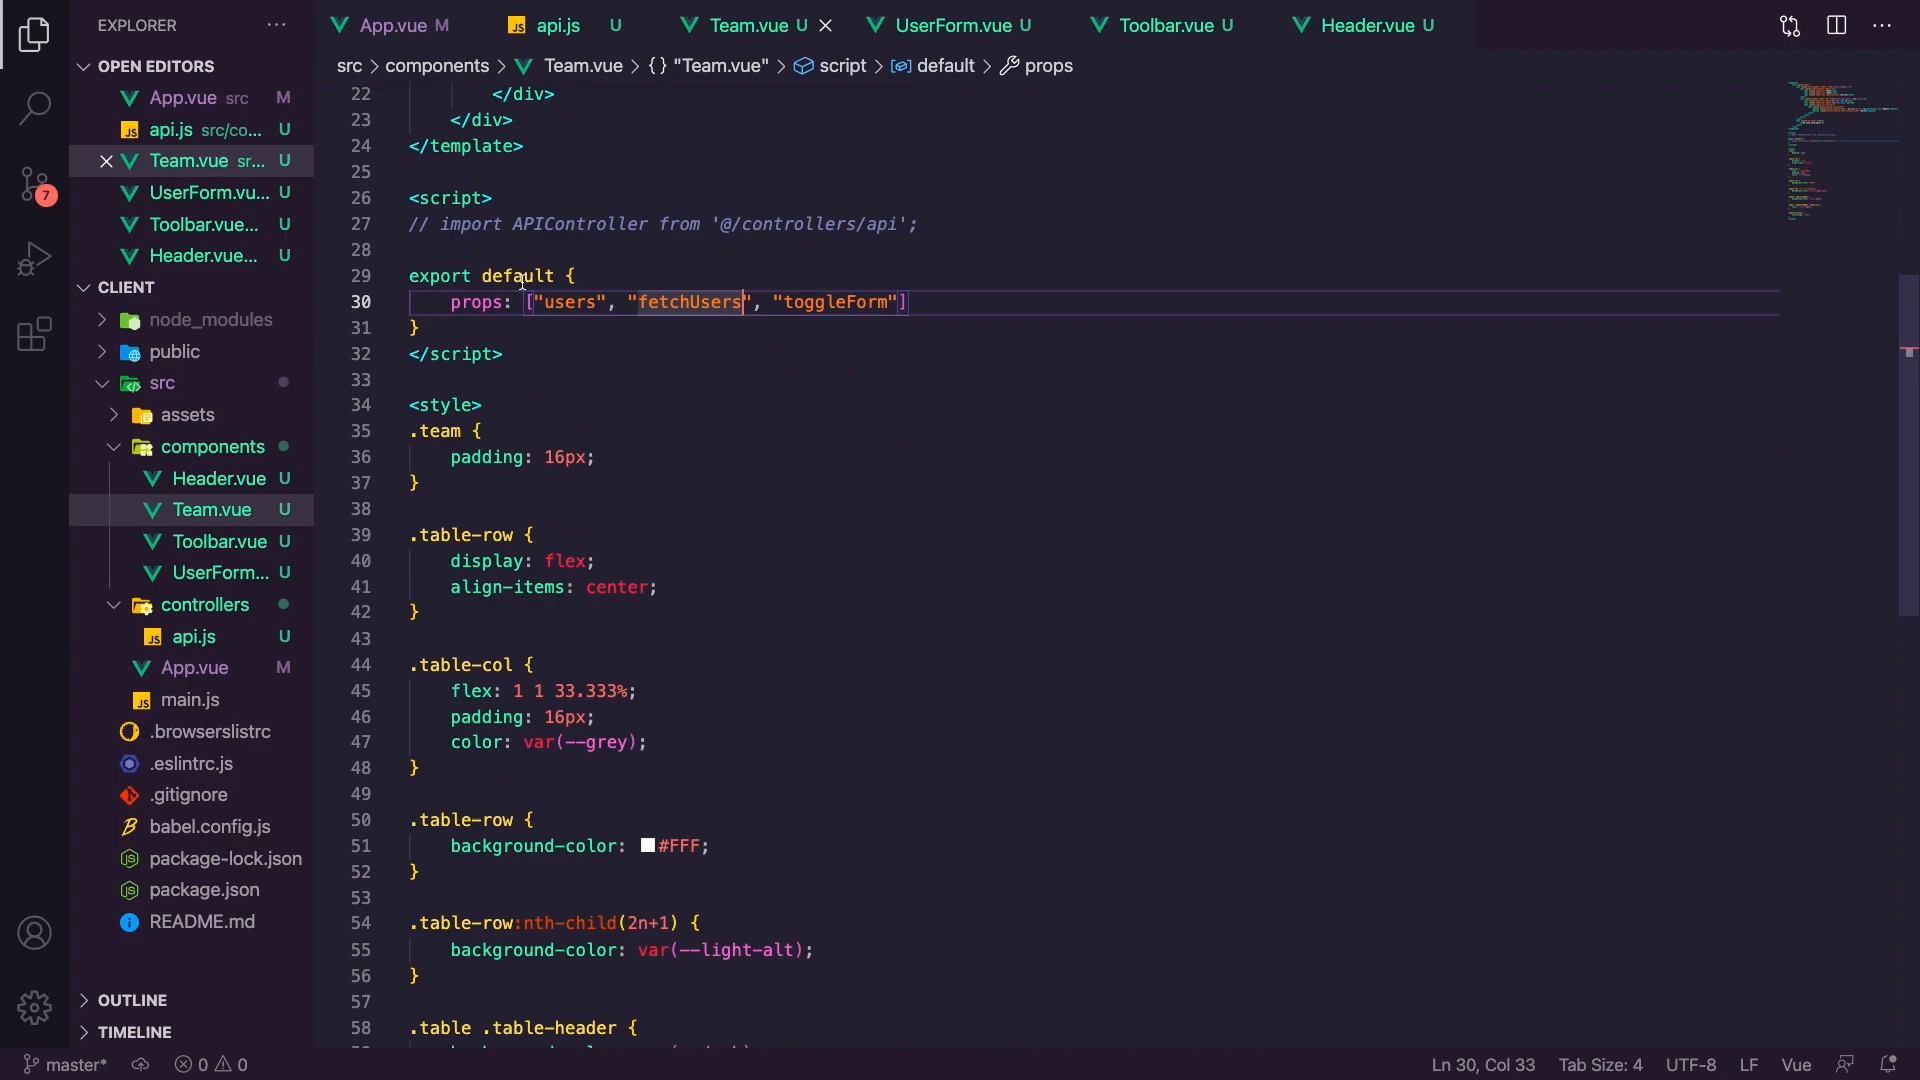 EXPLORER
OPEN EDITORS
App.vue src M
JS api.js src/co... U
Team.vue sr... U
UserForm.vu... U
Toolbar.vue... U
Header.vue... U
CLIENT
node_modules
public
src
assets
components
Header.vue U
Team.vue U
Toolbar.vue U
UserForm... U
controllers
JS api.js U
App.vue M
JS main.js
.browserslistrc
.eslintrc.js
.gitignore
babel.config.js
package-lock.json
package.json
README.md
OUTLINE
TIMELINE
7
App.vue M JS api.js U Team.vue U UserForm.vue U Toolbar.vue U Header.vue U
src > components > Team.vue > {} "Team.vue" > script > default > props
22 </div>
23 </div>
24 </template>
25
26 <script>
27 // import APIController from '@/controllers/api';
28
29 export default {
30 props: ["users", "fetchUsers", "toggleForm"]
31 }
32 </script>
33
34 <style>
35 .team {
36 padding: 16px;
37 }
38
39 .table-row {
40 display: flex;
41 align-items: center;
42 }
43
44 .table-col {
45 flex: 1 1 33.333%;
46 padding: 16px;
47 color: var(--grey);
48 }
49
50 .table-row {
51 background-color: #FFF;
52 }
53
54 .table-row:nth-child(2n+1) {
55 background-color: var(--light-alt);
56 }
57
58 .table .table-header {
master* 0 0 Ln 30, Col 33 Tab Size: 4 UTF-8 LF Vue